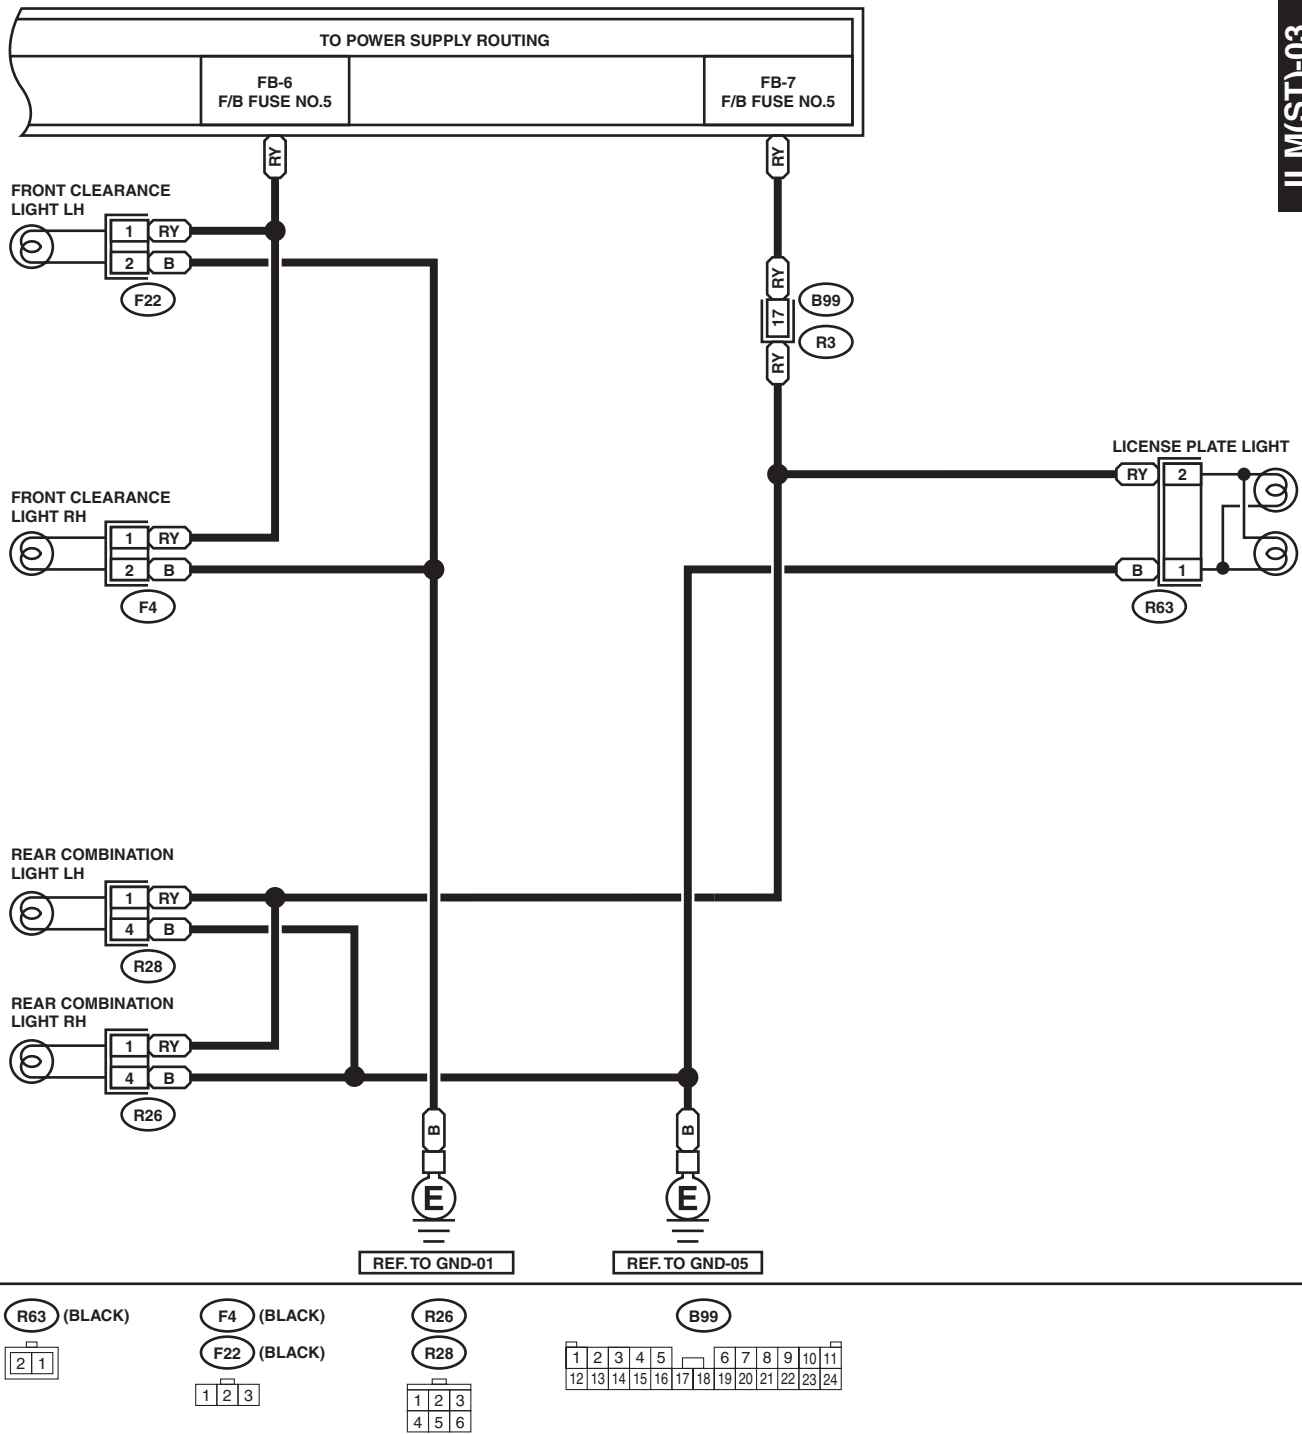 TO POWER SUPPLY ROUTING
FB-6
F/B FUSE NO.5
FB-7
F/B FUSE NO.5
RY
RY
FRONT CLEARANCE
LIGHT LH
1 RY
2 B
F22
RY
17
RY
B99
R3
LICENSE PLATE LIGHT
RY 2
B 1
R63
FRONT CLEARANCE
LIGHT RH
1 RY
2 B
F4
REAR COMBINATION
LIGHT LH
1 RY
4 B
R28
REAR COMBINATION
LIGHT RH
1 RY
4 B
R26
B
B
E
E
REF. TO GND-01
REF. TO GND-05
R63 (BLACK)
2 1
F4 (BLACK)
F22 (BLACK)
1 2 3
R26
R28
1 2 3
4 5 6
B99
1 2 3 4 5 6 7 8 9 10 11
12 13 14 15 16 17 18 19 20 21 22 23 24